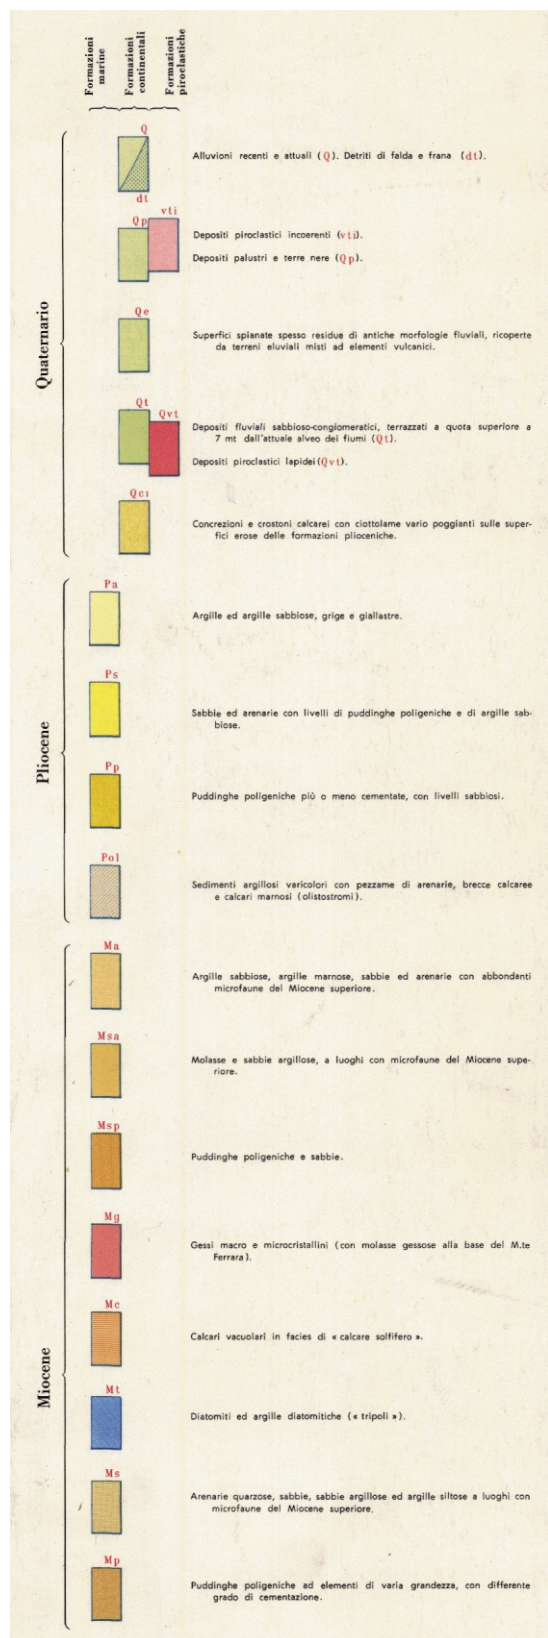 Formazioni
marine
Formazioni
continentali
Formazioni
piroclastiche
Quaternario
Q
dt
Alluvioni recenti e attuali (Q). Detriti di falda e frana (dt).
vti
Qp
Depositi piroclastici incoerenti (vti).
Depositi palustri e terre nere (Qp).
Qe
Superfici spianate spesso residue di antiche morfologie fluviali, ricoperte
da terreni eluviali misti ad elementi vulcanici.
Qt
Qvt
Depositi fluviali sabbioso-conglomeratici, terrazzati a quota superiore a
7 mt dall'attuale alveo dei fiumi (Qt).
Depositi piroclastici lapidei (Qvt).
Qcı
Concrezioni e crostoni calcarei con ciottolame vario poggianti sulle super-
fici erose delle formazioni plioceniche.
Pliocene
Pa
Argille ed argille sabbiose, grige e giallastre.
Ps
Sabbie ed arenarie con livelli di puddinghe poligeniche e di argille sab-
biose.
Pp
Puddinghe poligeniche più o meno cementate, con livelli sabbiosi.
Pol
Sedimenti argillosi varicolori con pezzame di arenarie, brecce calcaree
e calcari marnosi (olistostromi).
Miocene
Ma
Argille sabbiose, argille marnose, sabbie ed arenarie con abbondanti
microfaune del Miocene superiore.
Msa
Molasse e sabbie argillose, a luoghi con microfaune del Miocene supe-
riore.
Msp
Puddinghe poligeniche e sabbie.
Mg
Gessi macro e microcristallini (con molasse gessose alla base del M.te
Ferrara).
Mc
Calcari vacuolari in facies di « calcare solfifero ».
Mt
Diatomiti ed argille diatomitiche (« tripoli »).
Ms
Arenarie quarzose, sabbie, sabbie argillose ed argille siltose a luoghi con
microfaune del Miocene superiore.
Mp
Puddinghe poligeniche ad elementi di varia grandezza, con differente
grado di cementazione.